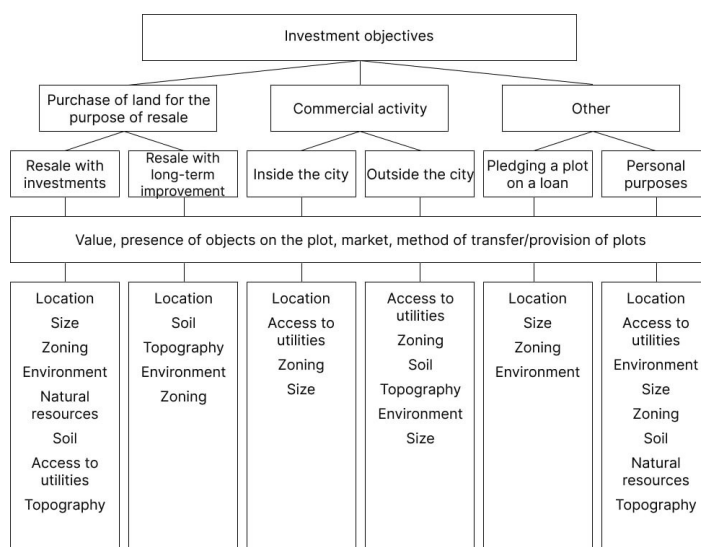 Investment objectives
Purchase of land for the
purpose of resale
Commercial activity
Other
Resale with
investments
Resale with
long-term
improvement
Inside the city
Outside the city
Pledging a plot
on a loan
Personal
purposes
Value, presence of objects on the plot, market, method of transfer/provision of plots
Location
Size
Zoning
Environment
Natural
resources
Soil
Access to
utilities
Topography
Location
Soil
Topography
Environment
Zoning
Location
Access to
utilities
Zoning
Size
Access to
utilities
Zoning
Soil
Topography
Environment
Size
Location
Size
Zoning
Environment
Location
Access to
utilities
Environment
Size
Zoning
Soil
Natural
resources
Topography